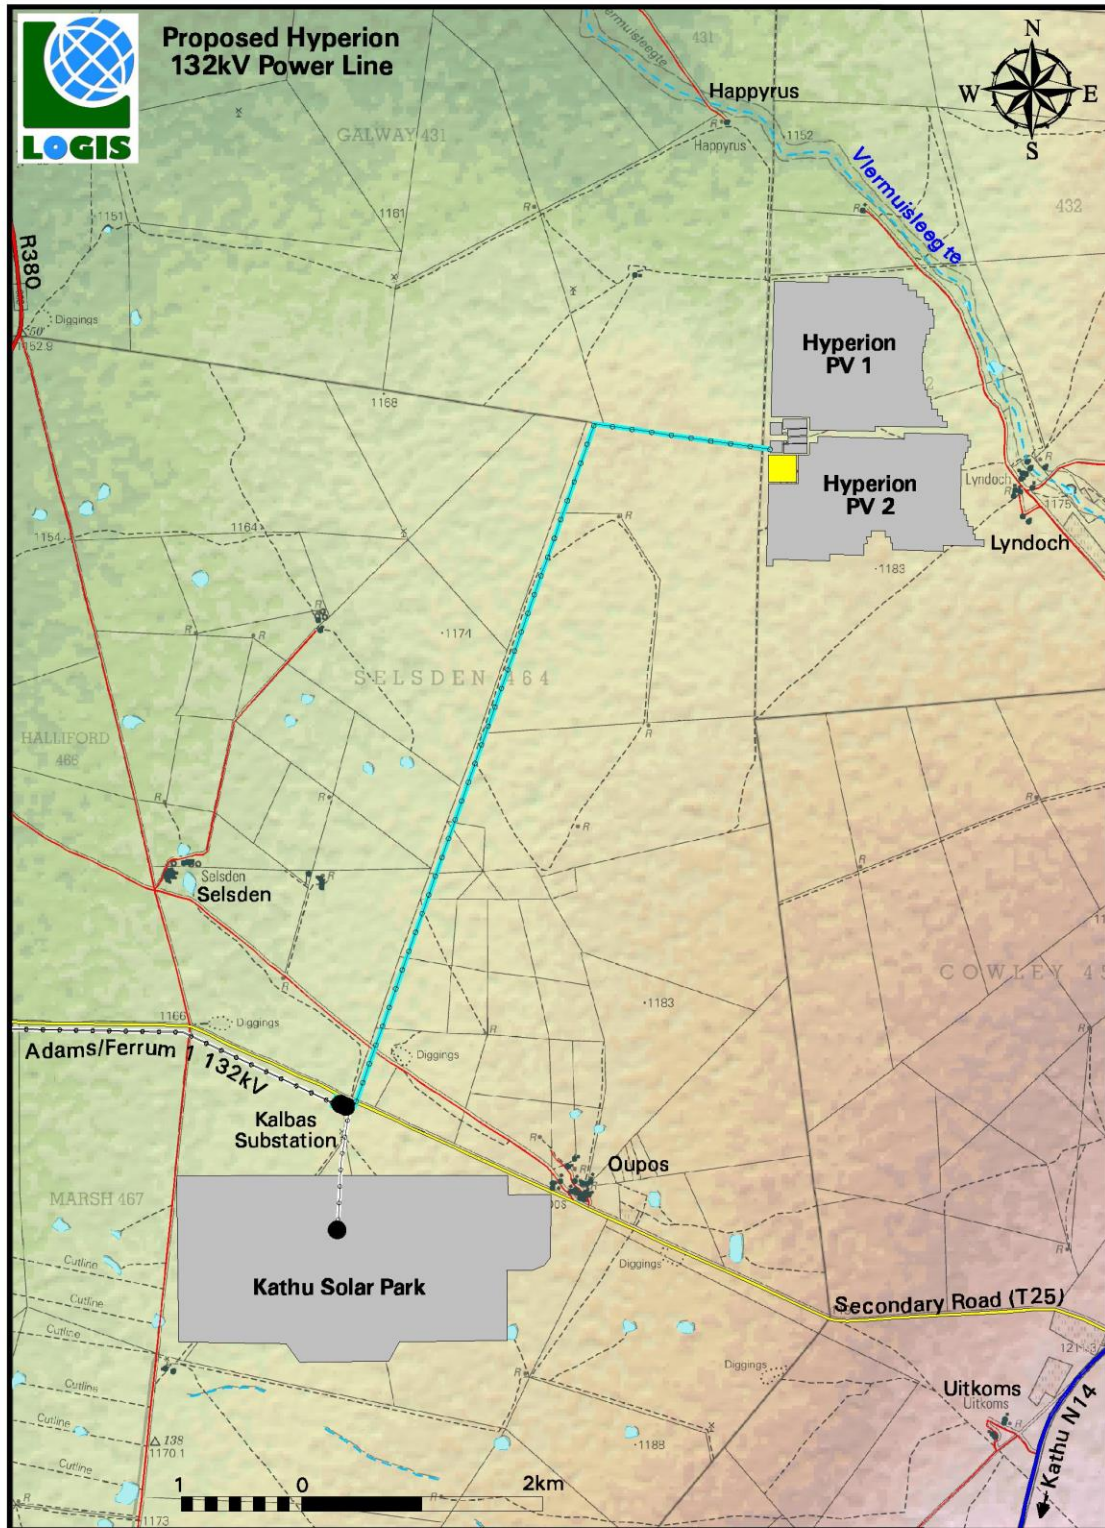 Proposed Hyperion
132kV Power Line
LOGIS
N
W E
S
431
Happyrus
GALWAY 431
Happyrus
1152
Vlermuisleegte
432
R
R
R380
1151
1161
Diggings
1152.9
1168
Hyperion
PV 1
Hyperion
PV 2
Lyndoch
1175
Lyndoch
1183
1164
1154
R
R
R
R
1174
SELSDEN 464
HALLIFORD
R
R
R
R
R
Selsden
Selsden
R
COWLEY
1183
R
R
1166
Diggings
Adams/Ferrum 1 132kV
Diggings
Kalbas
Substation
R
R
Oupos
MARSH 467
R
Cutline
Diggings
Kathu Solar Park
Secondary Road (T25)
Cutline
Cutline
R
Diggings
Cutline
Uitkoms
Uitkoms
R
Cutline
138
1170.1
1188
Kathu N14
Cutline
1 0 2km
R
1173